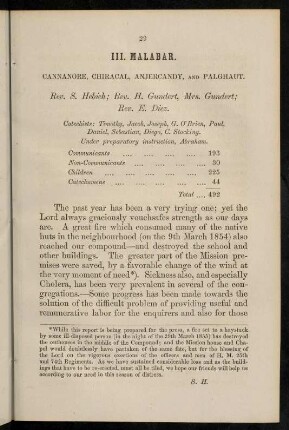 27
III. MALABAR.
CANNANORE, CHIRACAL, ANJERCANDY, AND PALGHAUT.
Rev. S. Hebich; Rev. H. Gundert, Mrs. Gundert;
Rev. E. Diez.
Catechists: Timothy, Jacob, Joseph, G. O'Brien, Paul,
Daniel, Sebastian, Diego, C. Stocking.
Under preparatory instruction, Abraham.
Communicants .... .... .... .... 193
Non-Communicants .... .... .... 30
Children .... .... .... .... 225
Catechumens .... .... .... .... 44
Total .... 492
The past year has been a very trying one; yet the
Lord always graciously vouchsafes strength as our days
are. A great fire which consumed many of the native
huts in the neighbourhood (on the 9th March 1854) also
reached our compound—and destroyed the school and
other buildings. The greater part of the Mission pre-
mises were saved, by a favorable change of the wind at
the very moment of need*). Sickness also, and especially
Cholera, has been very prevalent in several of the con-
gregations.—Some progress has been made towards the
solution of the difficult problem of providing useful and
remunerative labor for the enquirers and also for those
*While this report is being prepared for the press, a fire set to a haystack
by some ill disposed person (in the night of the 20th March 1855) has destroyed
the outhouses in the middle of the Compound; and the Mission house and Cha-
pel would doubtlessly have partaken of the same fate, but for the blessing of
the Lord on the vigorous exertions of the officers and men of H. M. 25th
and 74th Regiments. As we have sustained considerable loss and as the build-
ings that have to be re-erected, must all be tiled, we hope our friends will help us
according to our need in this season of distress.
S. H.